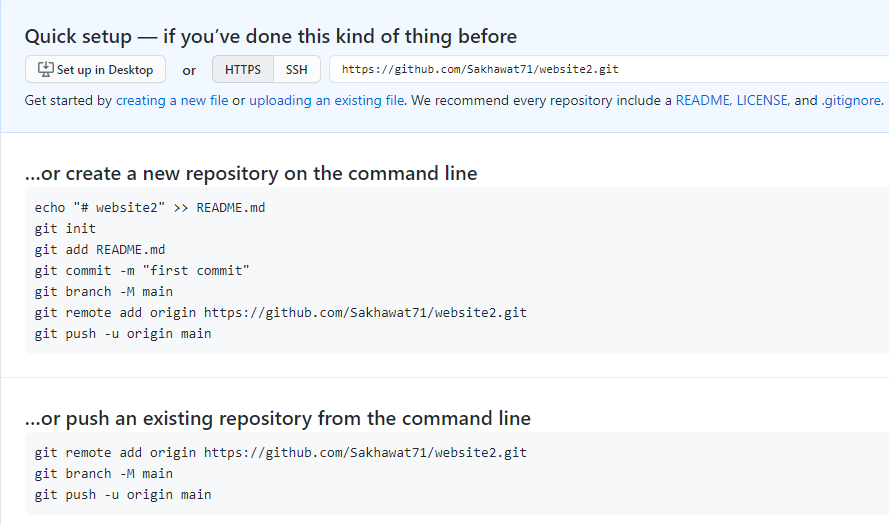 Quick setup — if you’ve done this kind of thing before
Set up in Desktop or HTTPS SSH https://github.com/Sakhawat71/website2.git
Get started by creating a new file or uploading an existing file. We recommend every repository include a README, LICENSE, and .gitignore.
…or create a new repository on the command line
echo "# website2" >> README.md
git init
git add README.md
git commit -m "first commit"
git branch -M main
git remote add origin https://github.com/Sakhawat71/website2.git
git push -u origin main
…or push an existing repository from the command line
git remote add origin https://github.com/Sakhawat71/website2.git
git branch -M main
git push -u origin main